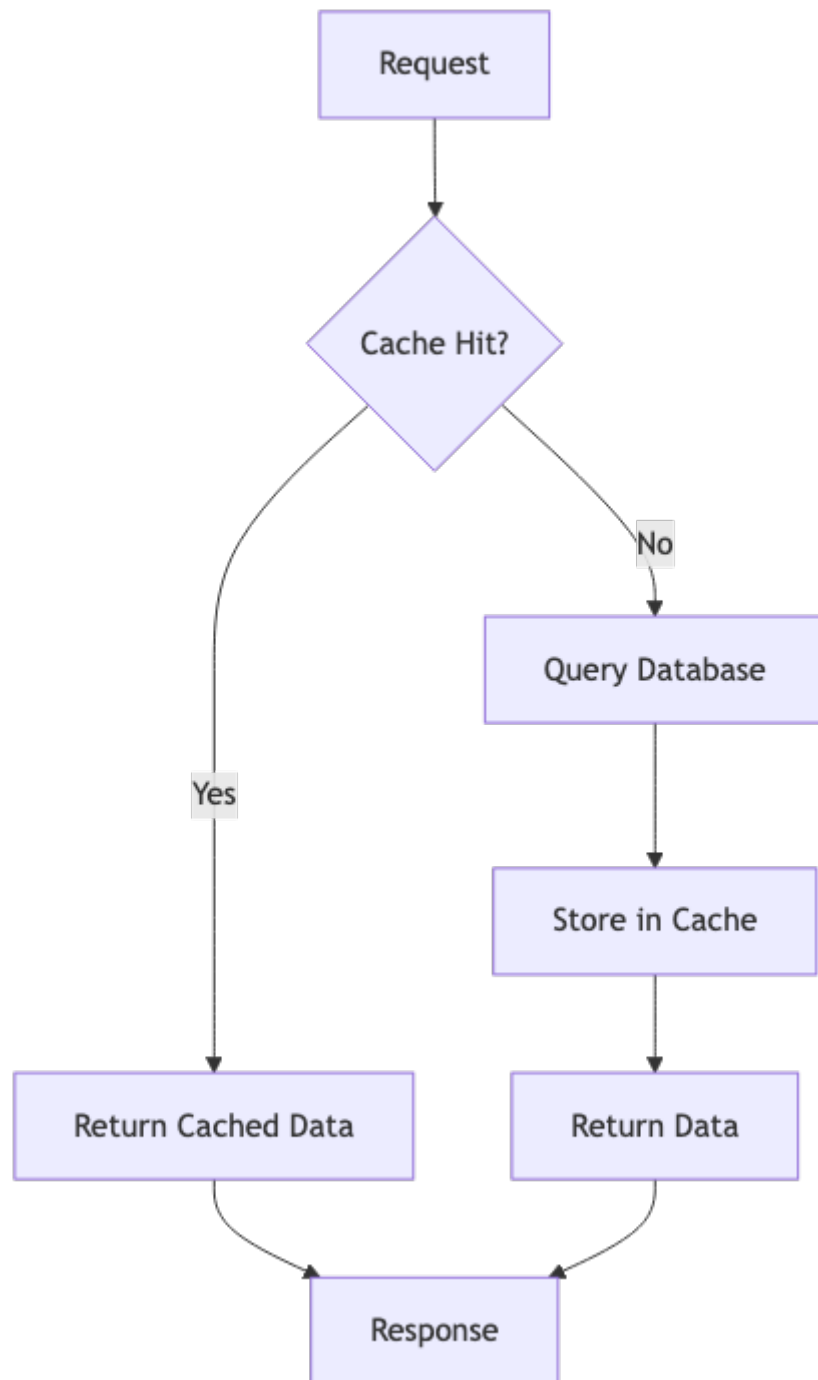 Request
Cache Hit?
No
Query Database
Yes
Store in Cache
Return Cached Data
Return Data
Response